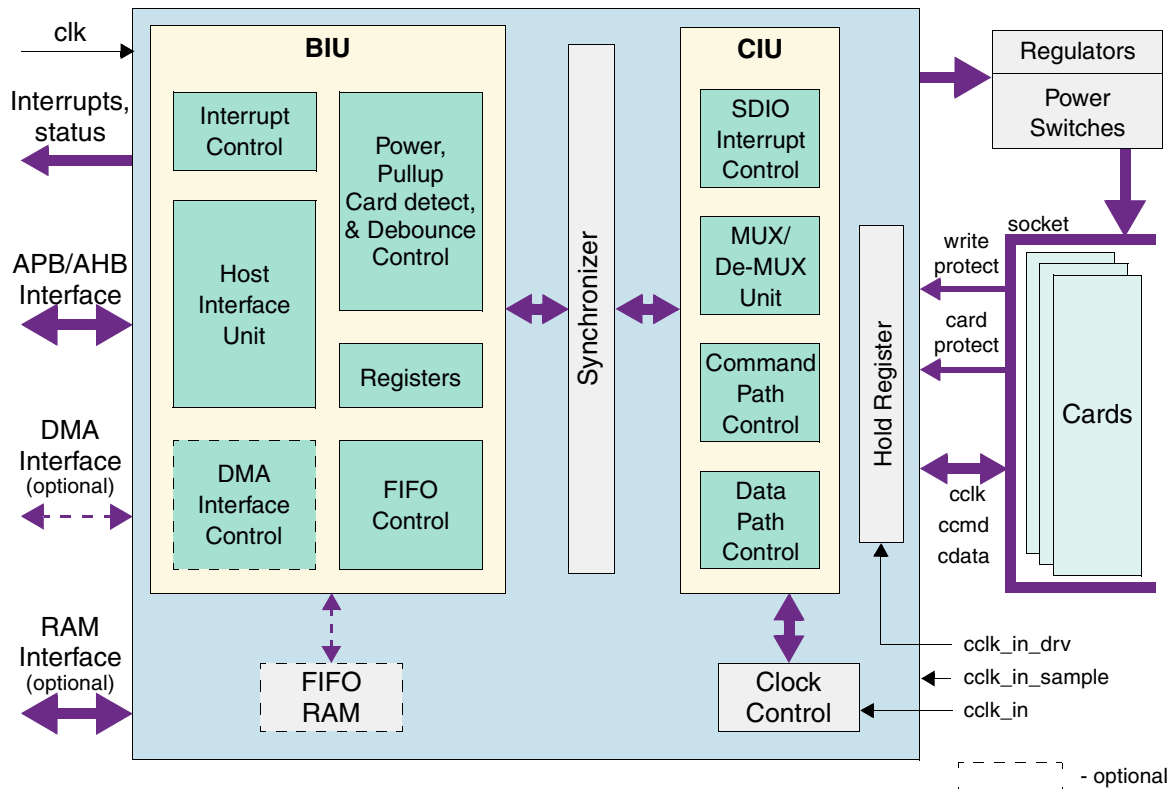 clk
Interrupts,
status
APB/AHB
Interface
DMA
Interface
(optional)
RAM
Interface
(optional)
BIU
Interrupt
Control
Power,
Pullup
Card detect,
& Debounce
Control
Host
Interface
Unit
Registers
DMA
Interface
Control
FIFO
Control
FIFO
RAM
Synchronizer
CIU
SDIO
Interrupt
Control
MUX/
De-MUX
Unit
Command
Path
Control
Data
Path
Control
Clock
Control
Hold Register
Regulators
Power
Switches
socket
write
protect
card
protect
Cards
cclk
ccmd
cdata
cclk_in_drv
cclk_in_sample
cclk_in
- optional